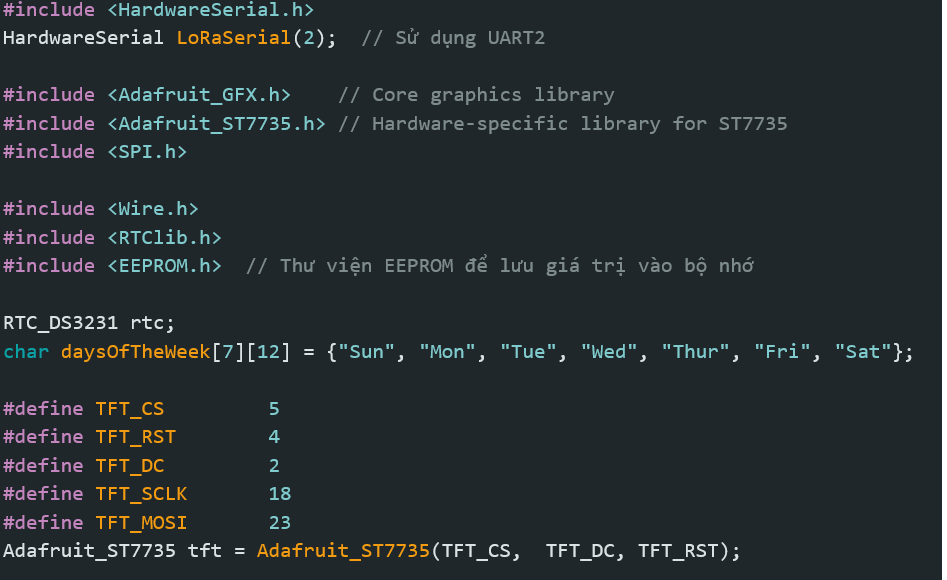 #include <HardwareSerial.h>
HardwareSerial LoRaSerial(2);  // Sử dụng UART2
#include <Adafruit_GFX.h>    // Core graphics library
#include <Adafruit_ST7735.h> // Hardware-specific library for ST7735
#include <SPI.h>
#include <Wire.h>
#include <RTClib.h>
#include <EEPROM.h>  // Thư viện EEPROM để lưu giá trị vào bộ nhớ
RTC_DS3231 rtc;
char daysOfTheWeek[7][12] = {"Sun", "Mon", "Tue", "Wed", "Thur", "Fri", "Sat"};
#define TFT_CS         5
#define TFT_RST        4
#define TFT_DC         2
#define TFT_SCLK       18
#define TFT_MOSI       23
Adafruit_ST7735 tft = Adafruit_ST7735(TFT_CS,  TFT_DC, TFT_RST);